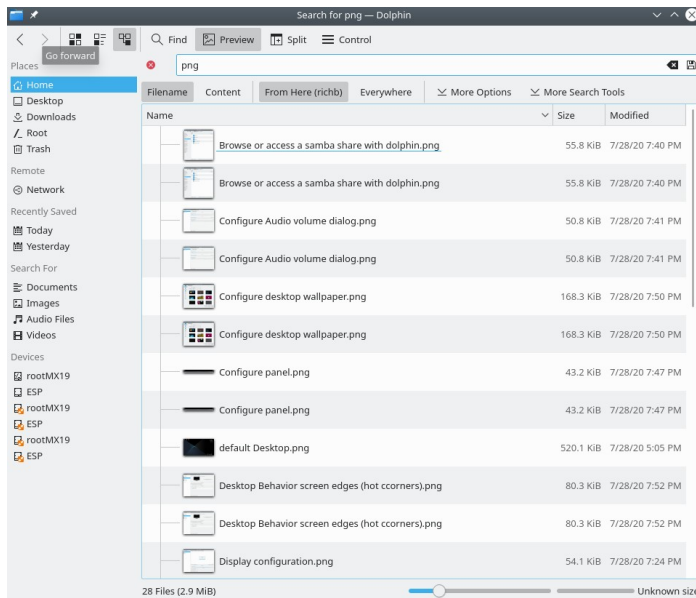 Search for png — Dolphin
Find Preview Split Control
Go forward
Places
Home
Desktop
Downloads
Root
Trash
Remote
Network
Recently Saved
Today
Yesterday
Search For
Documents
Images
Audio Files
Videos
Devices
rootMX19
ESP
rootMX19
ESP
rootMX19
ESP
png
Filename Content From Here (richb) Everywhere More Options More Search Tools
Name Size Modified
Browse or access a samba share with dolphin.png 55.8 KiB 7/28/20 7:40 PM
Browse or access a samba share with dolphin.png 55.8 KiB 7/28/20 7:40 PM
Configure Audio volume dialog.png 50.8 KiB 7/28/20 7:41 PM
Configure Audio volume dialog.png 50.8 KiB 7/28/20 7:41 PM
Configure desktop wallpaper.png 168.3 KiB 7/28/20 7:50 PM
Configure desktop wallpaper.png 168.3 KiB 7/28/20 7:50 PM
Configure panel.png 43.2 KiB 7/28/20 7:47 PM
Configure panel.png 43.2 KiB 7/28/20 7:47 PM
default Desktop.png 520.1 KiB 7/28/20 5:05 PM
Desktop Behavior screen edges (hot ccorners).png 80.3 KiB 7/28/20 7:52 PM
Desktop Behavior screen edges (hot ccorners).png 80.3 KiB 7/28/20 7:52 PM
Display configuration.png 54.1 KiB 7/28/20 7:24 PM
28 Files (2.9 MiB) Unknown size